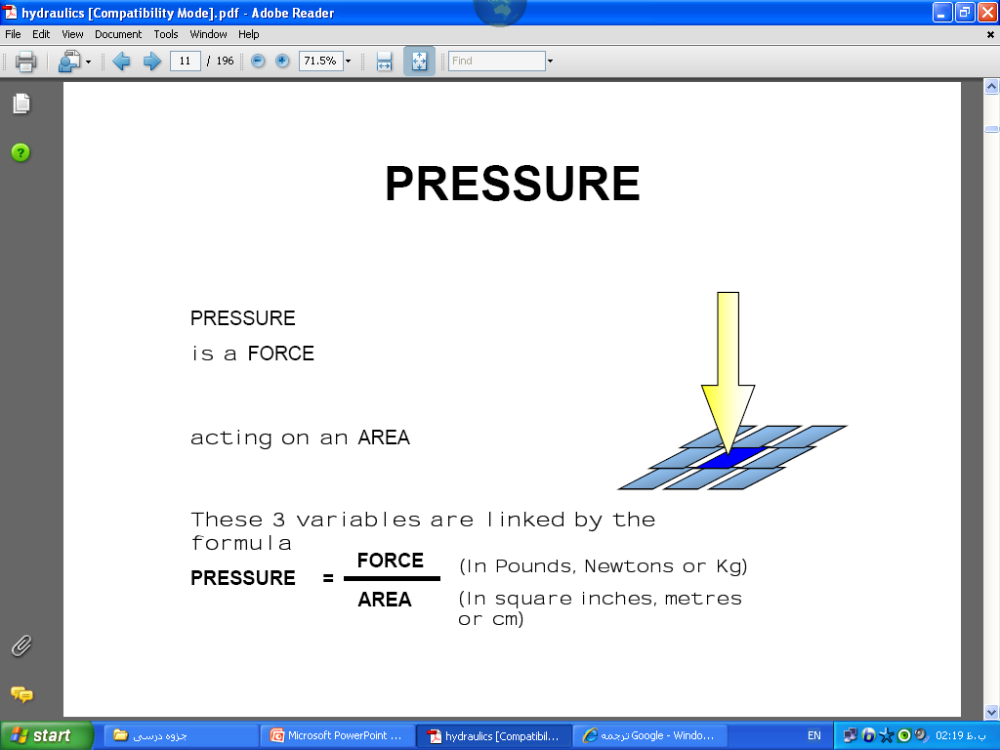 hydraulics [Compatibility Mode].pdf - Adobe Reader
File Edit View Document Tools Window Help
11 / 196 71.5% Find
PRESSURE
PRESSURE
is a FORCE
acting on an AREA
These 3 variables are linked by the
formula
PRESSURE = FORCE (In Pounds, Newtons or Kg)
AREA (In square inches, metres
or cm)
start جزوه درسی Microsoft PowerPoint ... hydraulics [Compatibil... ترجمه Google - Windo... EN 02:19 ب.ظ